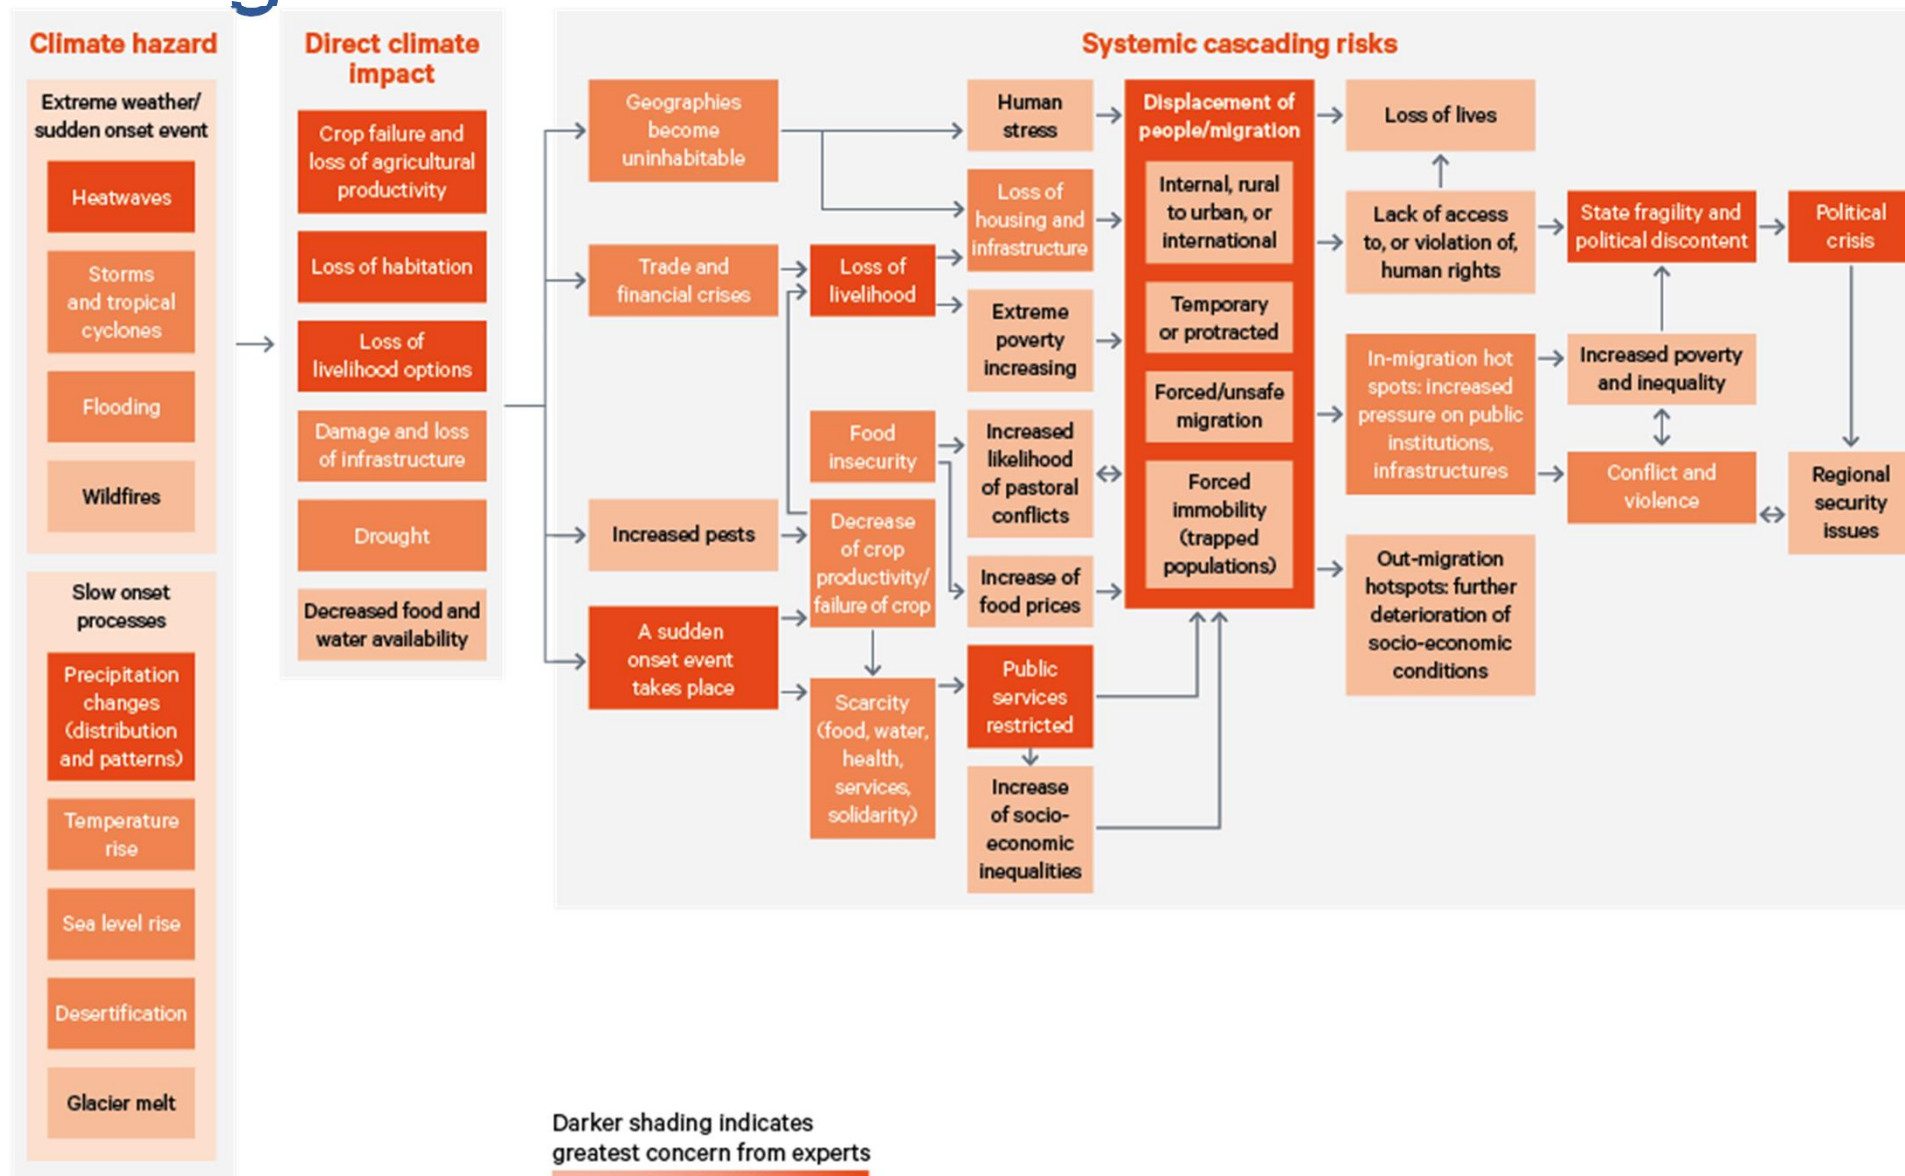 Climate hazard
Extreme weather/
sudden onset event
Heatwaves
Storms
and tropical
cyclones
Flooding
Wildfires
Slow onset
processes
Precipitation
changes
(distribution
and patterns)
Temperature
rise
Sea level rise
Desertification
Glacier melt
Direct climate
impact
Crop failure and
loss of agricultural
productivity
Loss of habitation
Loss of
livelihood options
Damage and loss
of infrastructure
Drought
Decreased food and
water availability
Systemic cascading risks
Geographies
become
uninhabitable
Trade and
financial crises
Increased pests
A sudden
onset event
takes place
Loss of
livelihood
Food
insecurity
Decrease
of crop
productivity/
failure of crop
Scarcity
(food, water,
health,
services,
solidarity)
Human
stress
Loss of
housing and
infrastructure
Extreme
poverty
increasing
Increased
likelihood
of pastoral
conflicts
Increase of
food prices
Public
services
restricted
Increase
of socio-
economic
inequalities
Displacement of
people/migration
Internal, rural
to urban, or
international
Temporary
or protracted
Forced/unsafe
migration
Forced
immobility
(trapped
populations)
Loss of lives
Lack of access
to, or violation of,
human rights
In-migration hot
spots: increased
pressure on public
institutions,
infrastructures
Out-migration
hotspots: further
deterioration of
socio-economic
conditions
State fragility and
political discontent
Increased poverty
and inequality
Conflict and
violence
Political
crisis
Regional
security
issues
Darker shading indicates
greatest concern from experts